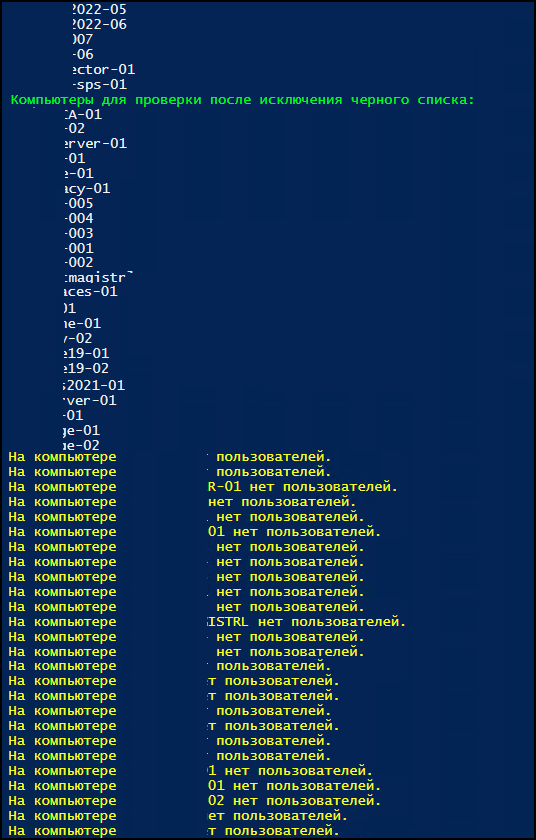 2022-05
2022-06
007
-06
ector-01
-sps-01
Компьютеры для проверки после исключения черного списка:
CA-01
-02
erver-01
-01
e-01
acy-01
-005
-004
-003
-001
-002
magistr
aces-01
01
ne-01
y-02
e19-01
e19-02
s2021-01
rver-01
-01
ge-01
ge-02
На компьютере пользователей.
На компьютере пользователей.
На компьютере R-01 нет пользователей.
На компьютере нет пользователей.
На компьютере нет пользователей.
На компьютере 01 нет пользователей.
На компьютере нет пользователей.
На компьютере нет пользователей.
На компьютере нет пользователей.
На компьютере нет пользователей.
На компьютере нет пользователей.
На компьютере GISTRL нет пользователей.
На компьютере нет пользователей.
На компьютере нет пользователей.
На компьютере пользователей.
На компьютере т пользователей.
На компьютере т пользователей.
На компьютере пользователей.
На компьютере т пользователей.
На компьютере пользователей.
На компьютере пользователей.
На компьютере 01 нет пользователей.
На компьютере 01 нет пользователей.
На компьютере 02 нет пользователей.
На компьютере ет пользователей.
На компьютере т пользователей.